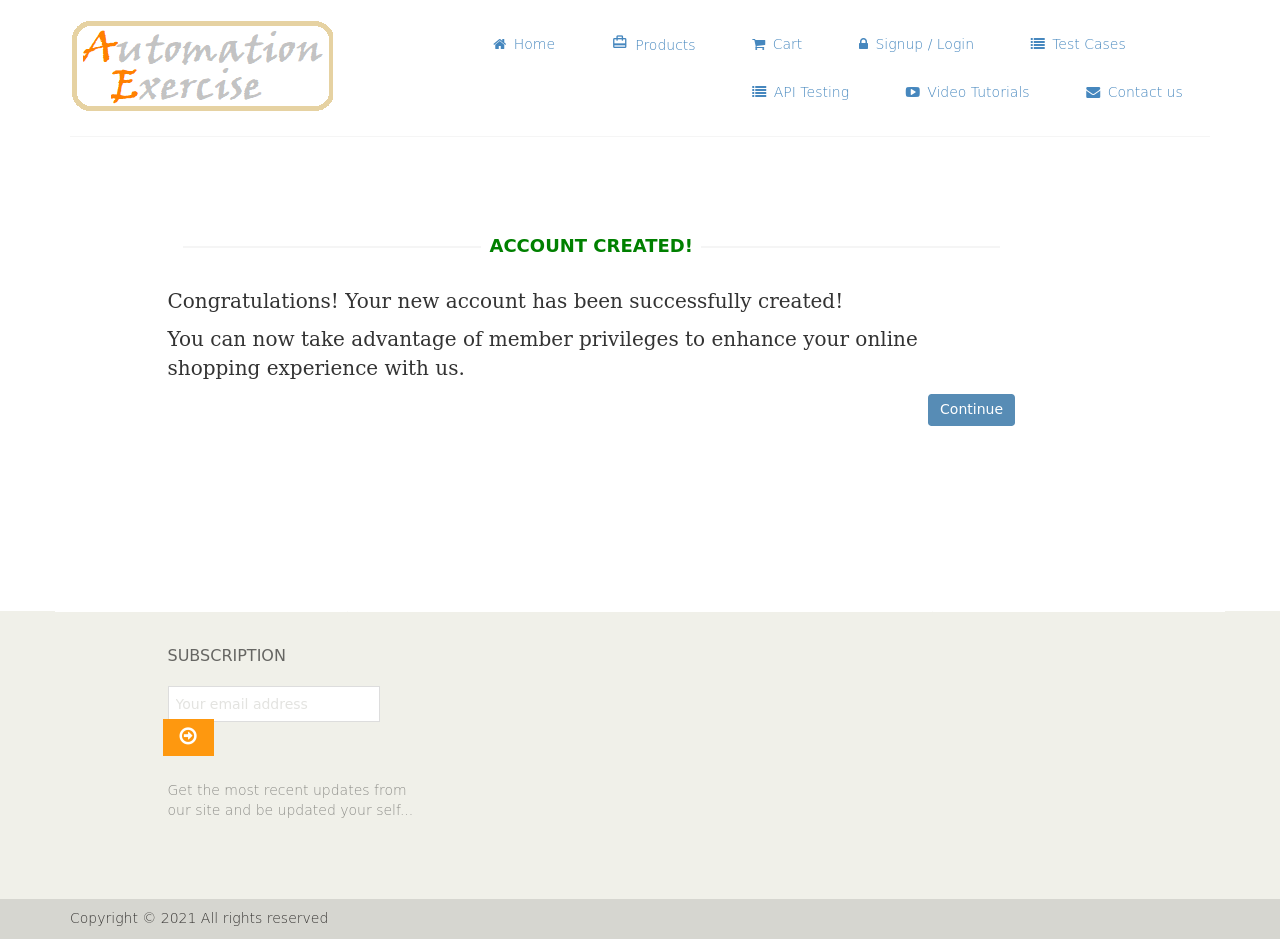 Automation
Exercise
Home
Products
Cart
Signup / Login
Test Cases
API Testing
Video Tutorials
Contact us
ACCOUNT CREATED!
Congratulations! Your new account has been successfully created!
You can now take advantage of member privileges to enhance your online
shopping experience with us.
Continue
SUBSCRIPTION
Your email address
Get the most recent updates from
our site and be updated your self...
Copyright © 2021 All rights reserved